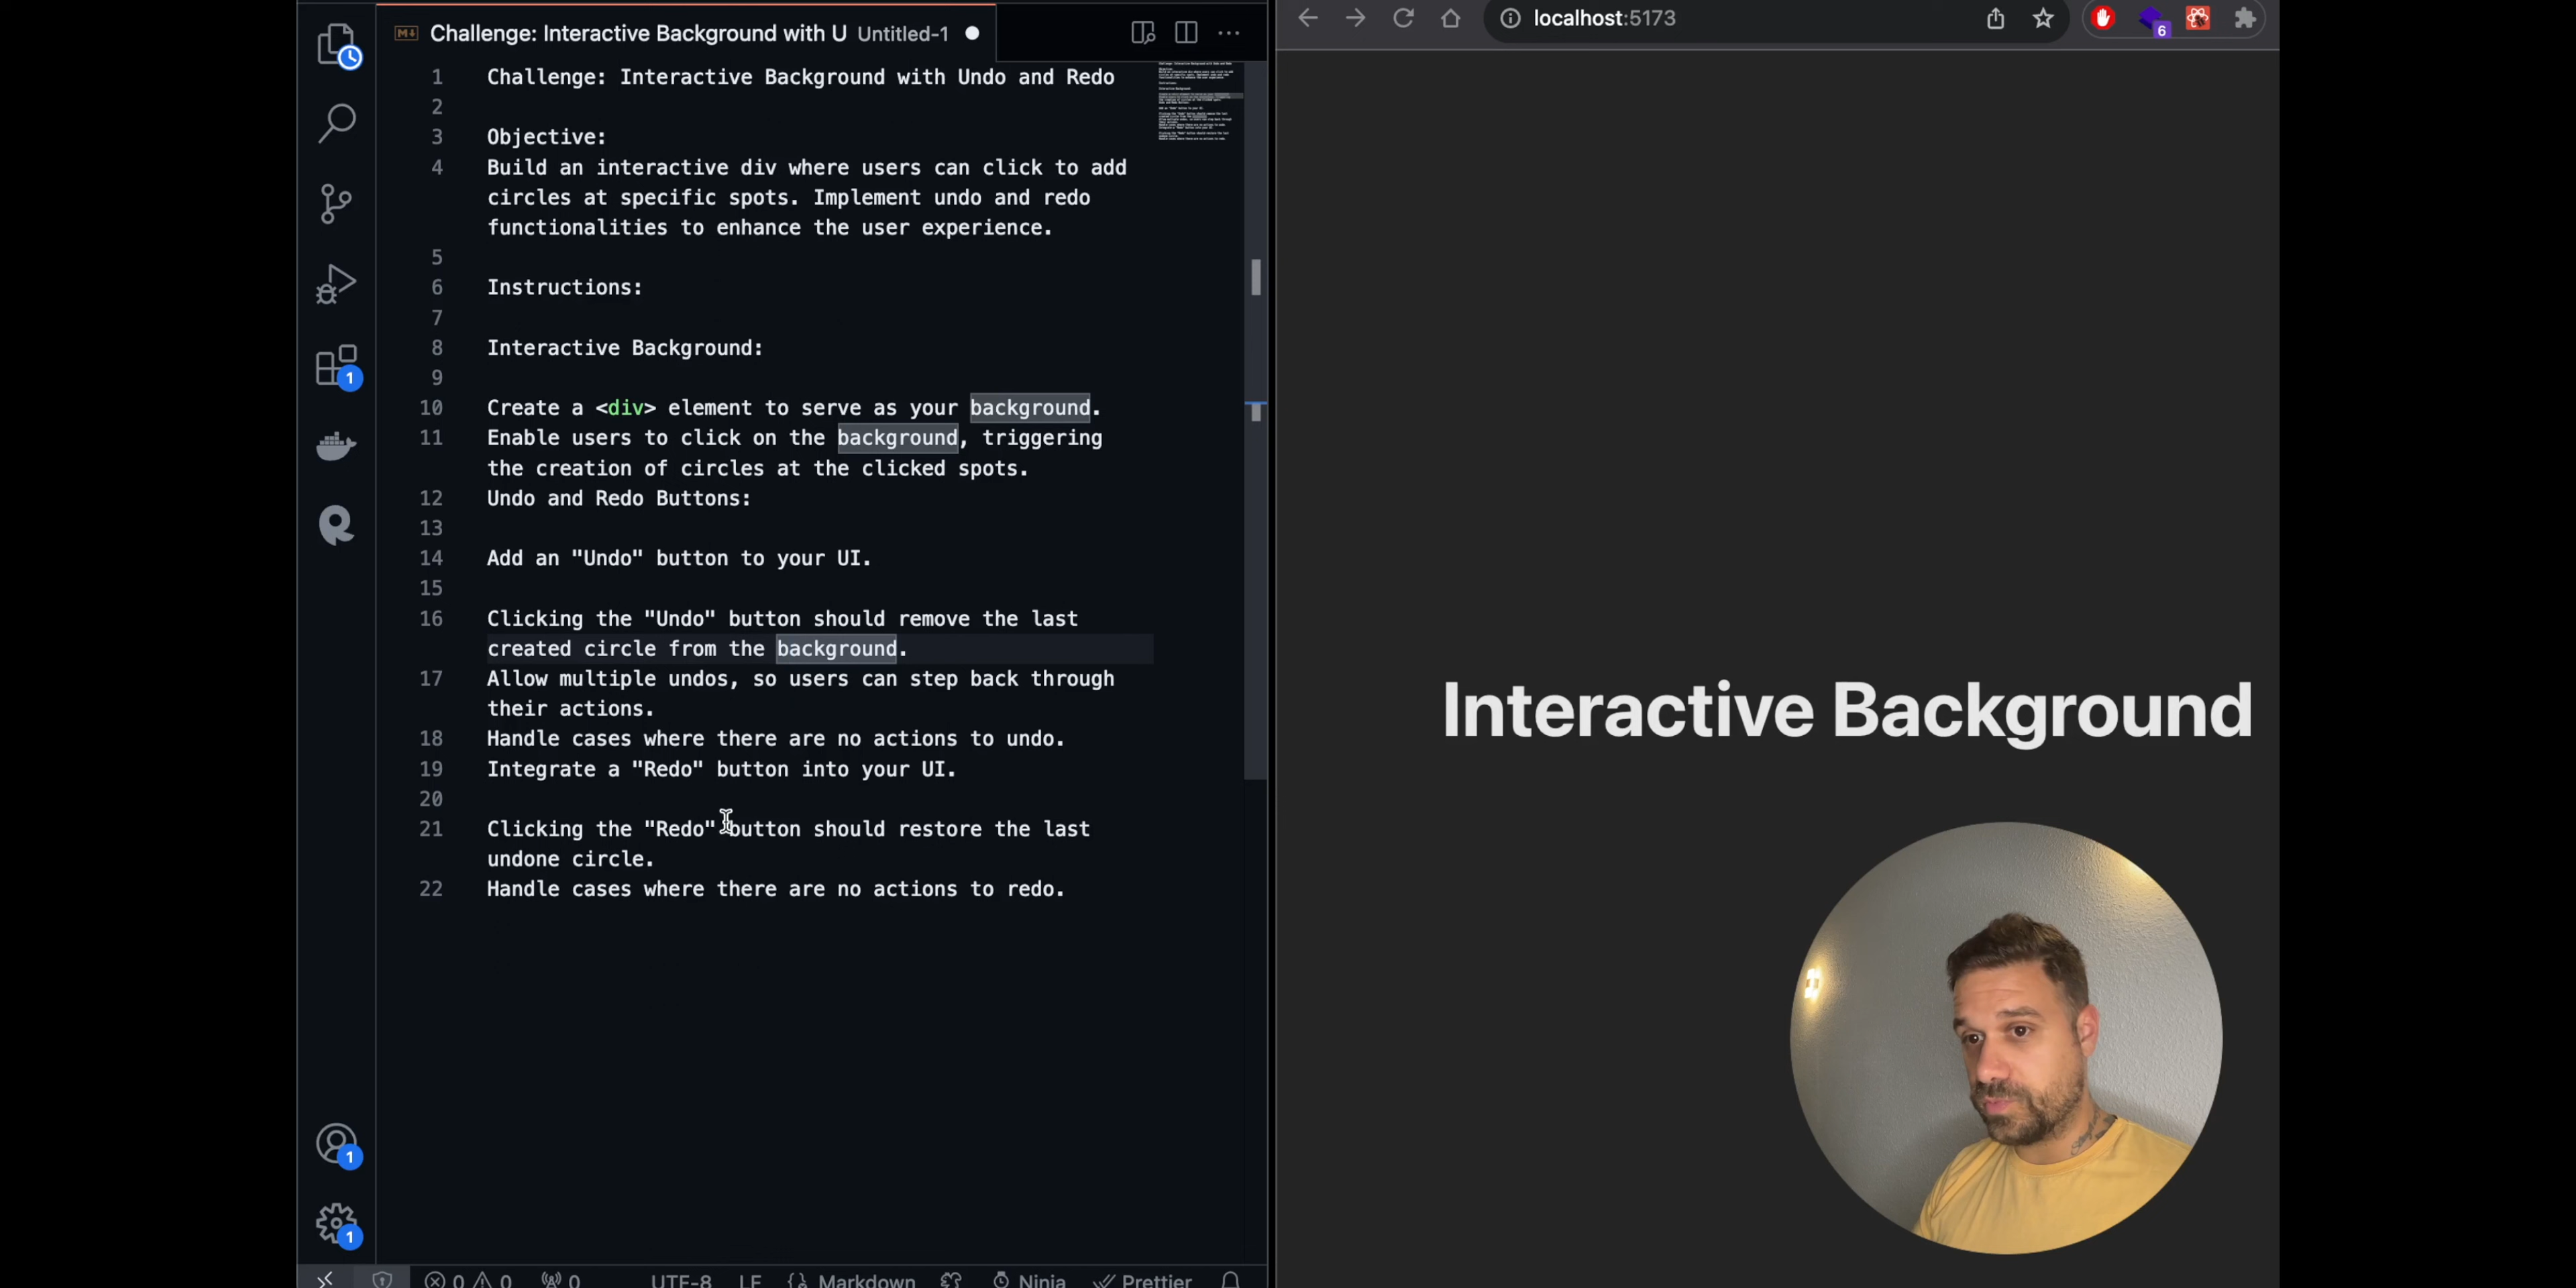 Challenge: Interactive Background with U Untitled-1
1 Challenge: Interactive Background with Undo and Redo
2
3 Objective:
4 Build an interactive div where users can click to add
circles at specific spots. Implement undo and redo
functionalities to enhance the user experience.
5
6 Instructions:
7
8 Interactive Background:
9
10 Create a <div> element to serve as your background.
11 Enable users to click on the background, triggering
the creation of circles at the clicked spots.
12 Undo and Redo Buttons:
13
14 Add an "Undo" button to your UI.
15
16 Clicking the "Undo" button should remove the last
created circle from the background.
17 Allow multiple undos, so users can step back through
their actions.
18 Handle cases where there are no actions to undo.
19 Integrate a "Redo" button into your UI.
20
21 Clicking the "Redo" button should restore the last
undone circle.
22 Handle cases where there are no actions to redo.
1
1
1
0 0 0 UTF-8 LF Markdown Ninja Prettier
localhost:5173
6
Interactive Background